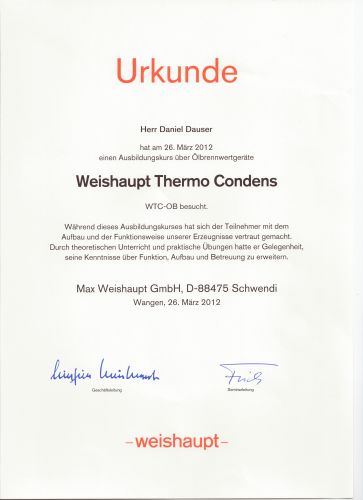 Urkunde
Herr Daniel Dauser
hat am 26. März 2012
einen Ausbildungskurs über Ölbrennwertgeräte
Weishaupt Thermo Condens
WTC-OB besucht.
Während dieses Ausbildungskurses hat sich der Teilnehmer mit dem
Aufbau und der Funktionsweise unserer Erzeugnisse vertraut gemacht.
Durch theoretischen Unterricht und praktische Übungen hatte er Gelegenheit,
seine Kenntnisse über Funktion, Aufbau und Betreuung zu erweitern.
Max Weishaupt GmbH, D-88475 Schwendi
Wangen, 26. März 2012
Geschäftsleitung
Seminarleitung
–weishaupt–